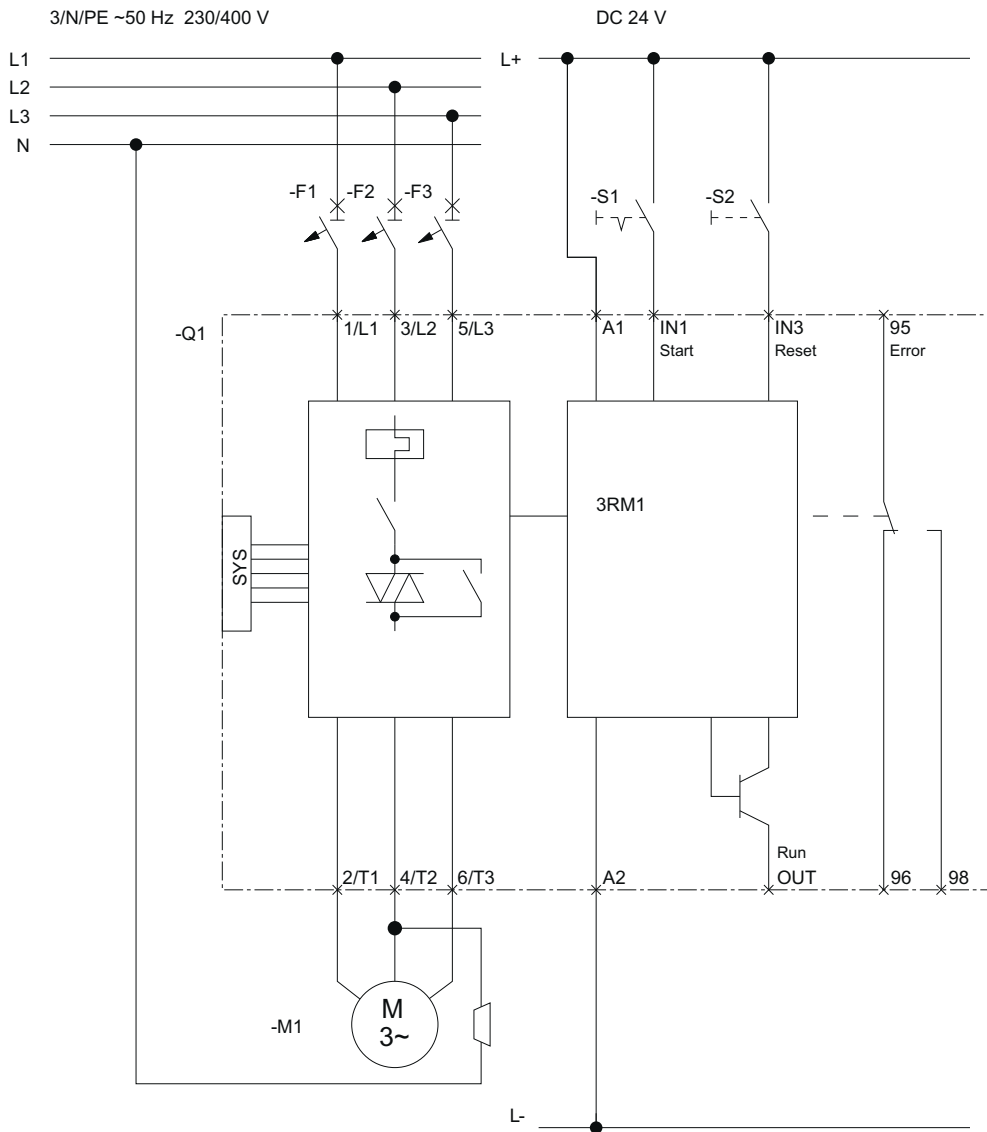 3/N/PE ~50 Hz 230/400 V
DC 24 V
L1
L+
L2
L3
N
-F1
-F2
-F3
-S1
-S2
-Q1
1/L1
3/L2
5/L3
A1
IN1
IN3
95
Start
Reset
Error
3RM1
SYS
Run
2/T1
4/T2
6/T3
A2
OUT
96
98
-M1
M
3~
L-